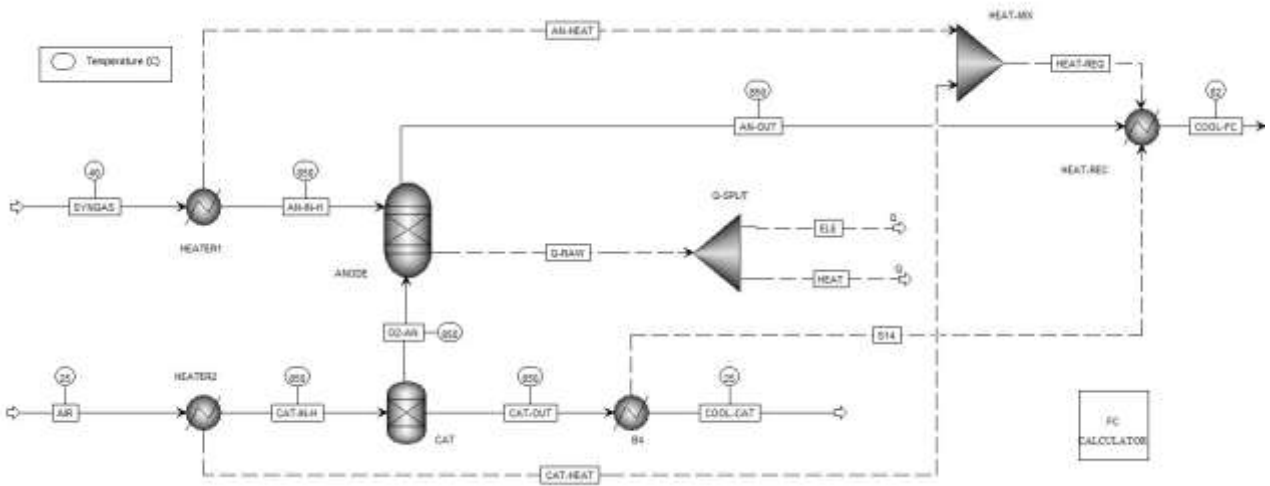 HEAT-MIX
AN-HEAT
Temperature (C)
HEAT-REQ
850
AN-OUT
62
COOL-FC
HEAT-REC
40
SYNGAS
850
AN-IN-H
HEATER1
Q-SPLIT
Q
ELE
Q-RAW
ANODE
Q
HEAT
O2-AN
850
S14
25
AIR
HEATER2
850
CAT-IN-H
850
CAT-OUT
25
COOL-CAT
CAT
B4
FC
CALCULATOR
CAT-HEAT